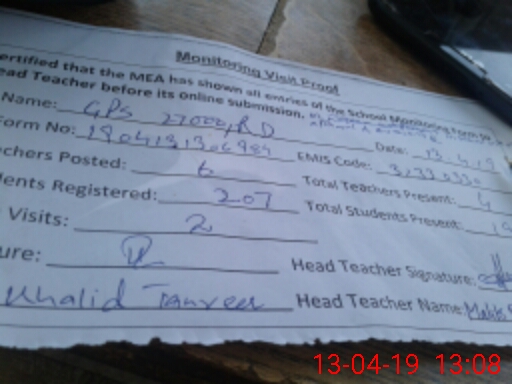 Monitoring Visit Proof
ertified that the MEA has shown all entries of the School Monitoring Form
ead Teacher before its online submission.
Name: GPS 27000/RD Date: 13.4.19
Form No: EMIS Code:
chers Posted: 6 Total Teachers Present: 4
ents Registered: 207 Total Students Present:
Visits: 2
ure: Head Teacher Signature:
Khalid Tanveer Head Teacher Name: Malik
13-04-19 13:08